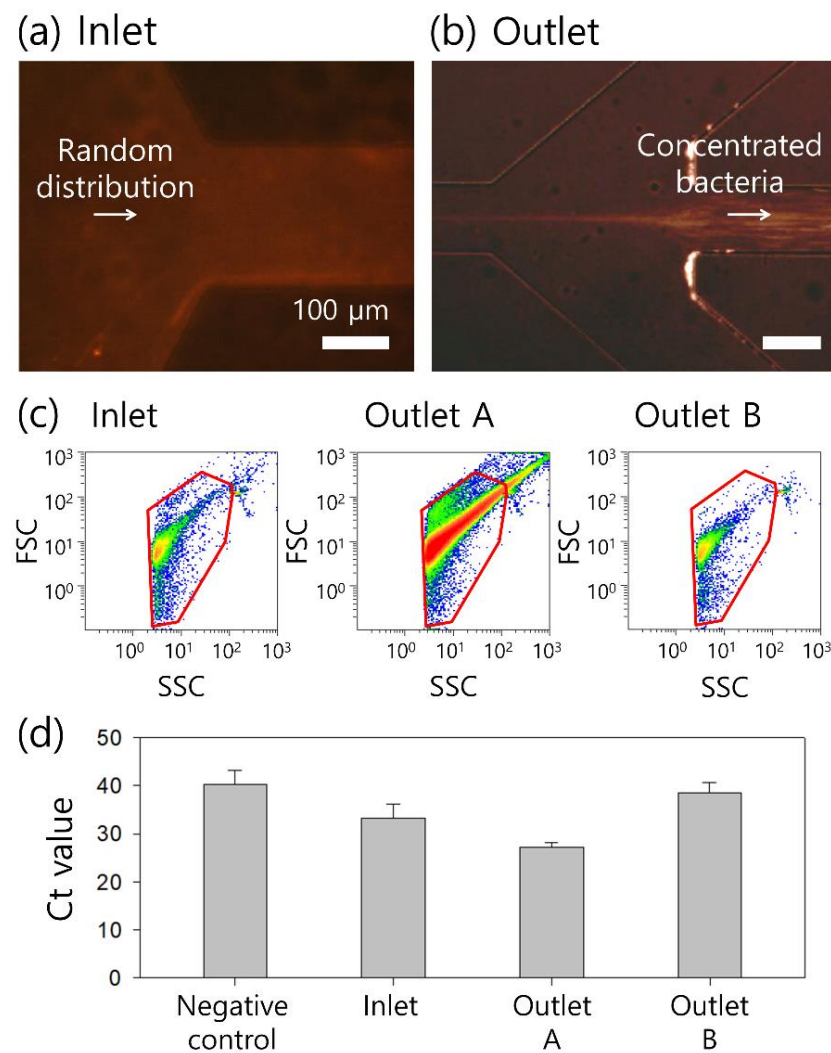 (a) Inlet
(b) Outlet
Random
distribution
100 μm
Concentrated
bacteria
(c) Inlet
Outlet A
Outlet B
FSC
10³
10²
10¹
10⁰
10⁰ 10¹ 10² 10³
SSC
FSC
10³
10²
10¹
10⁰
10⁰ 10¹ 10² 10³
SSC
FSC
10³
10²
10¹
10⁰
10⁰ 10¹ 10² 10³
SSC
(d)
Ct value
50
40
30
20
10
0
Negative
control
Inlet
Outlet
A
Outlet
B